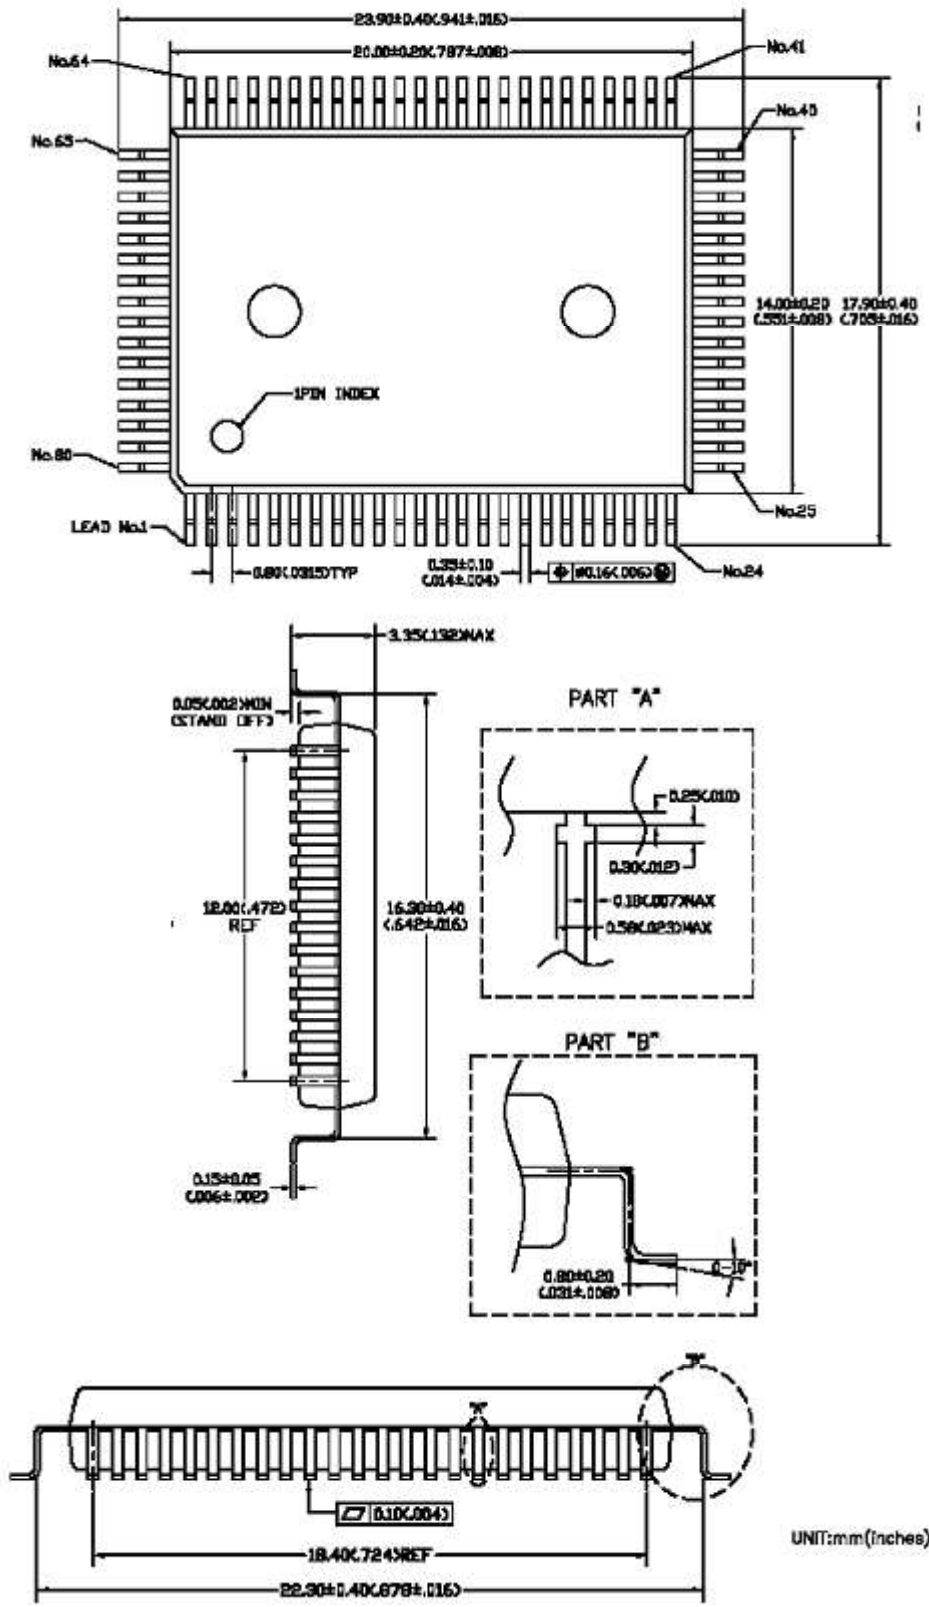 23.90±0.40(.941±.016)
20.00±0.20(.787±.008)
No.64
No.41
No.65
No.40
14.00±0.20
(.551±.008)
17.90±0.40
(.705±.016)
1PIN INDEX
No.80
No.25
LEAD No.1
No.24
0.80(.0315)TYP
0.35±0.10
(.014±.004)
⌖ ø0.16(.006) Ⓜ
3.35(.132)MAX
0.05(.002)MIN
(STAND OFF)
PART "A"
0.25(.010)
0.30(.012)
0.18(.007)MAX
0.58(.023)MAX
12.00(.472)
REF
16.30±0.40
(.642±.016)
PART "B"
0.15±0.05
(.006±.002)
0.80±0.20
(.031±.008)
0-10°
"B"
"A"
▱ 0.10(.004)
18.40(.724)REF
22.30±0.40(.878±.016)
UNIT:mm(inches)